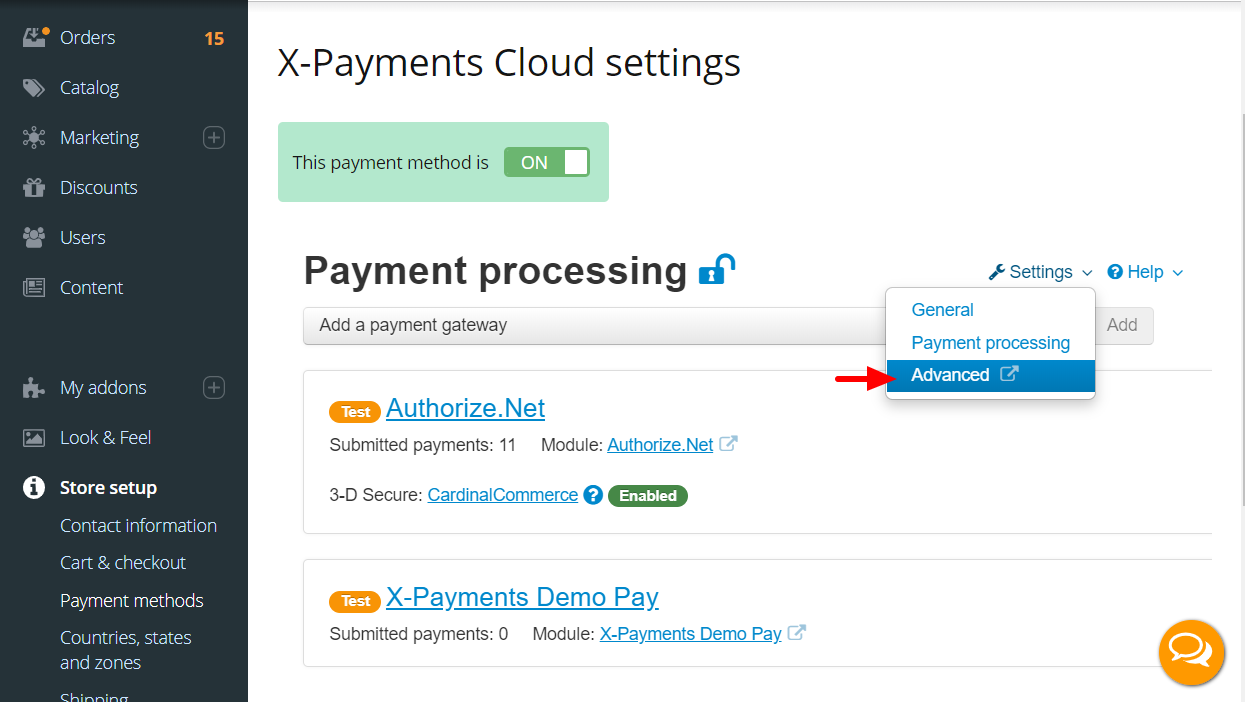 Orders 15
Catalog
Marketing
Discounts
Users
Content
My addons
Look & Feel
Store setup
Contact information
Cart & checkout
Payment methods
Countries, states
and zones
Shipping
X-Payments Cloud settings
This payment method is ON
Payment processing
Settings Help
General
Payment processing
Advanced
Add a payment gateway Add
Test Authorize.Net
Submitted payments: 11 Module: Authorize.Net
3-D Secure: CardinalCommerce ? Enabled
Test X-Payments Demo Pay
Submitted payments: 0 Module: X-Payments Demo Pay